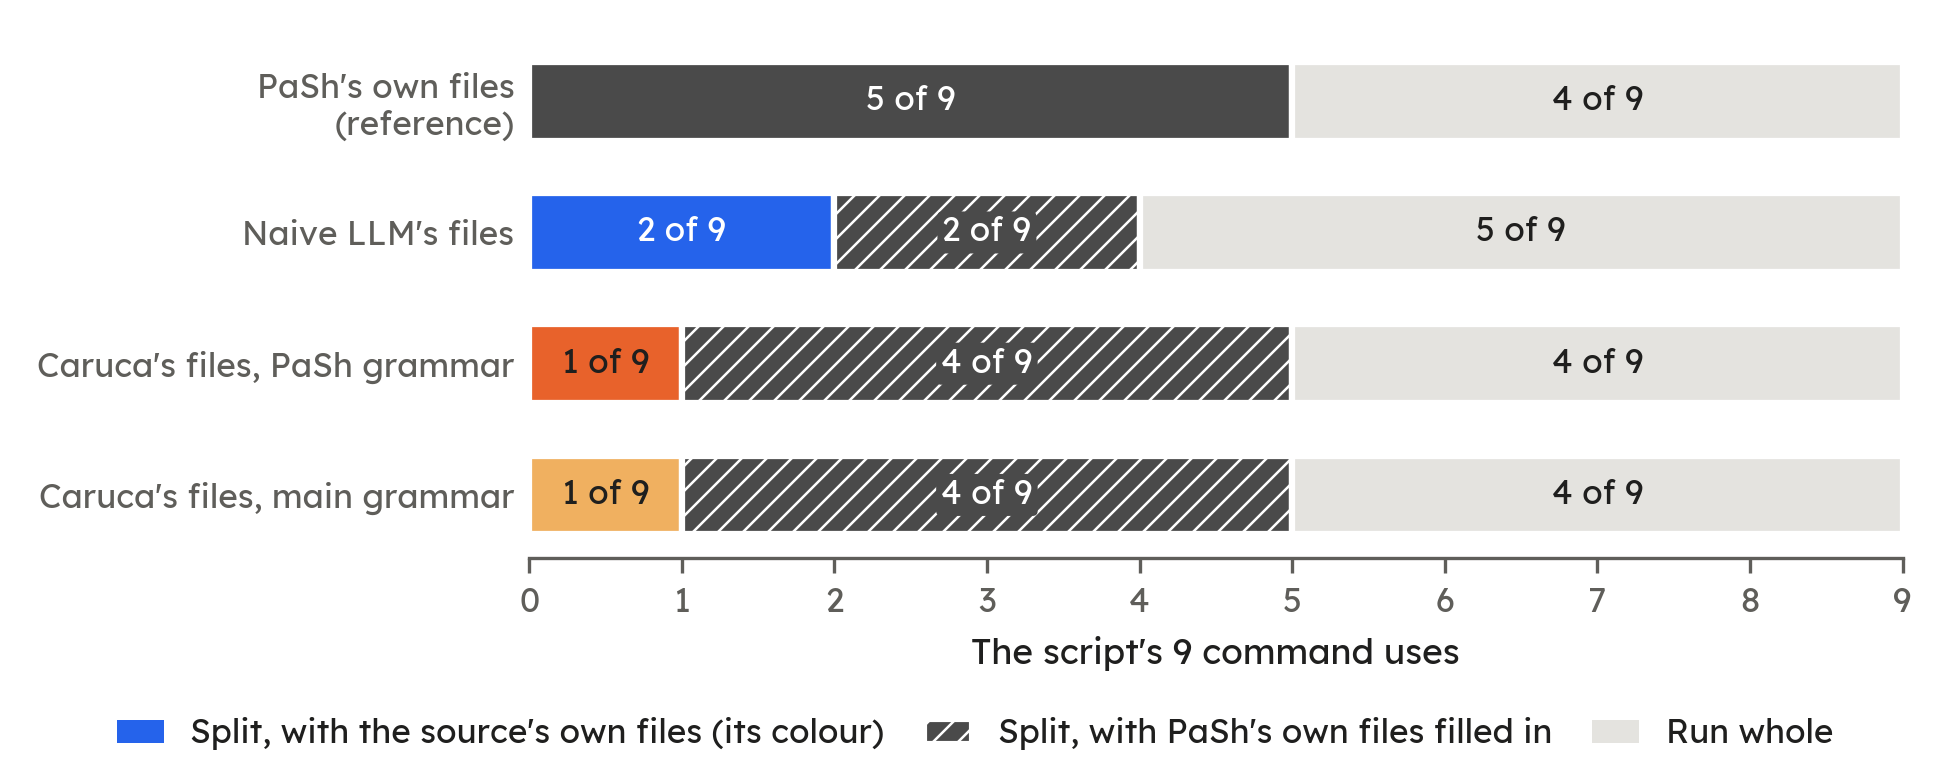 PaSh's own files
(reference)
5 of 9
4 of 9
Naive LLM's files
2 of 9
2 of 9
5 of 9
Caruca's files, PaSh grammar
1 of 9
4 of 9
4 of 9
Caruca's files, main grammar
1 of 9
4 of 9
4 of 9
0 1 2 3 4 5 6 7 8 9
The script's 9 command uses
Split, with the source's own files (its colour)
Split, with PaSh's own files filled in
Run whole